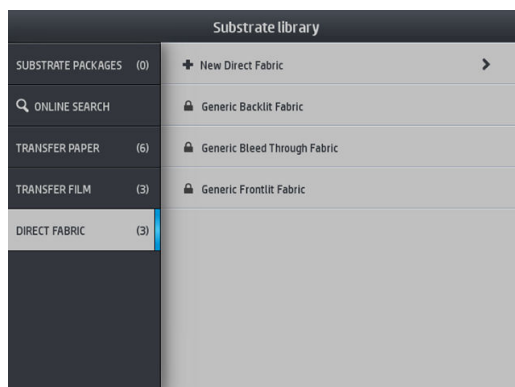 Substrate library
SUBSTRATE PACKAGES (0)
ONLINE SEARCH
TRANSFER PAPER (6)
TRANSFER FILM (3)
DIRECT FABRIC (3)
New Direct Fabric
Generic Backlit Fabric
Generic Bleed Through Fabric
Generic Frontlit Fabric